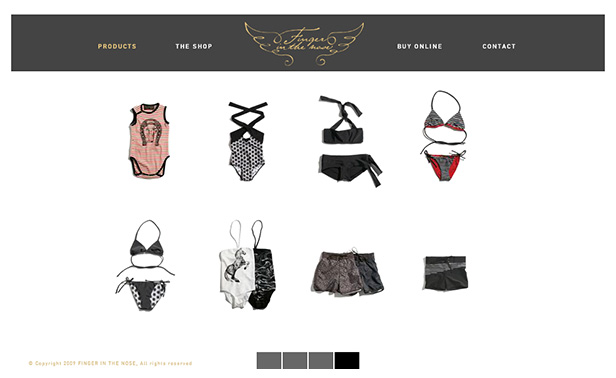 PRODUCTS
THE SHOP
Finger
in the nose
BUY ONLINE
CONTACT
© Copyright 2009 FINGER IN THE NOSE, All rights reserved